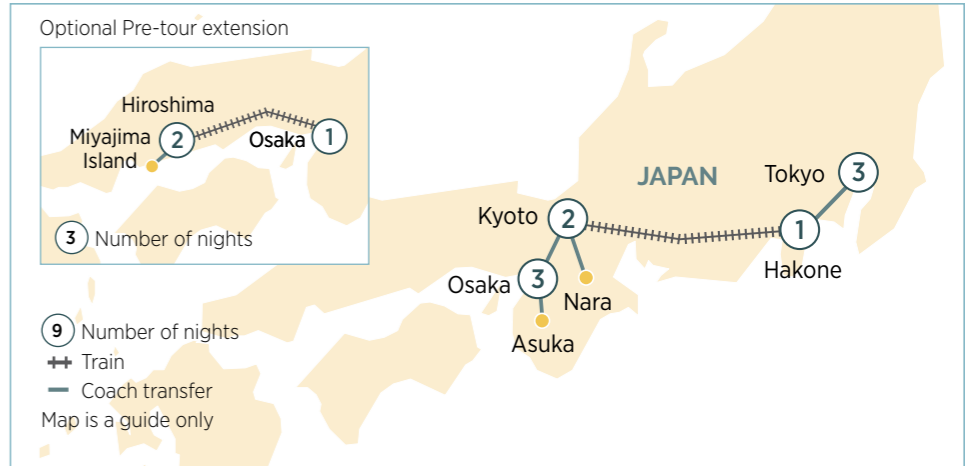 Optional Pre-tour extension
Hiroshima
Miyajima
Island
2
Osaka
1
3 Number of nights
JAPAN
Tokyo
3
Kyoto
2
1
Hakone
Osaka
3
Nara
Asuka
9 Number of nights
Train
Coach transfer
Map is a guide only